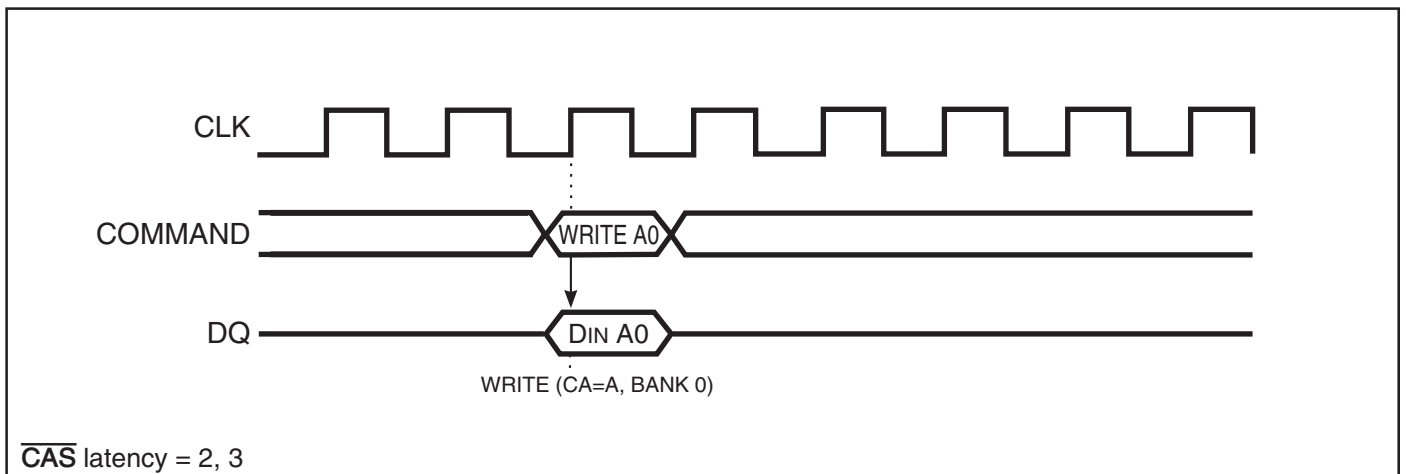 CLK
COMMAND
WRITE A0
DQ
DIN A0
WRITE (CA=A, BANK 0)
CAS latency = 2, 3